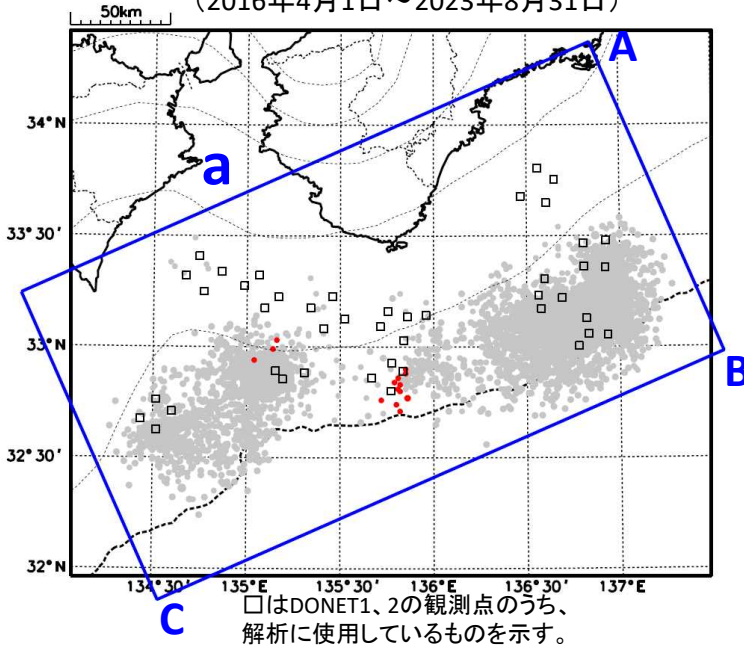 (2016年4月1日～2023年8月31日)
50km
A
34°N
a
33°30′
33°N
B
32°30′
32°N
134°30′
135°E
135°30′
136°E
136°30′
137°E
C
□はDONET1、2の観測点のうち、
解析に使用しているものを示す。